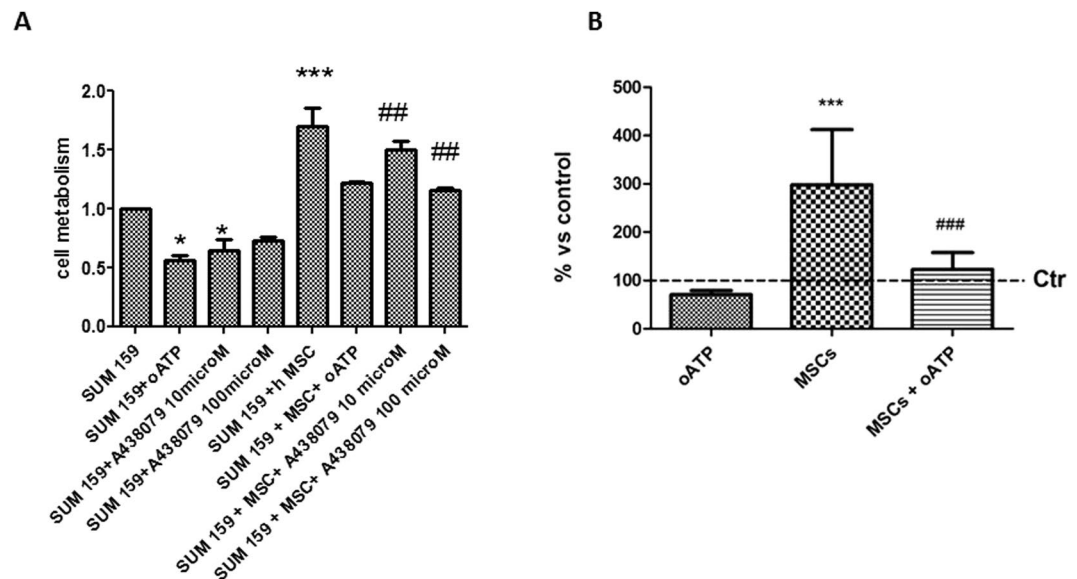 A
cell metabolism
2.0
1.5
1.0
0.5
0.0
*
*
***
##
##
SUM 159
SUM 159+oATP
SUM 159+A438079 10microM
SUM 159+A438079 100microM
SUM 159 +h MSC
SUM 159 + MSC+ oATP
SUM 159 + MSC+ A438079 10 microM
SUM 159 + MSC+ A438079 100 microM
B
% vs control
500
400
300
200
100
0
***
###
Ctr
oATP
MSCs
MSCs + oATP